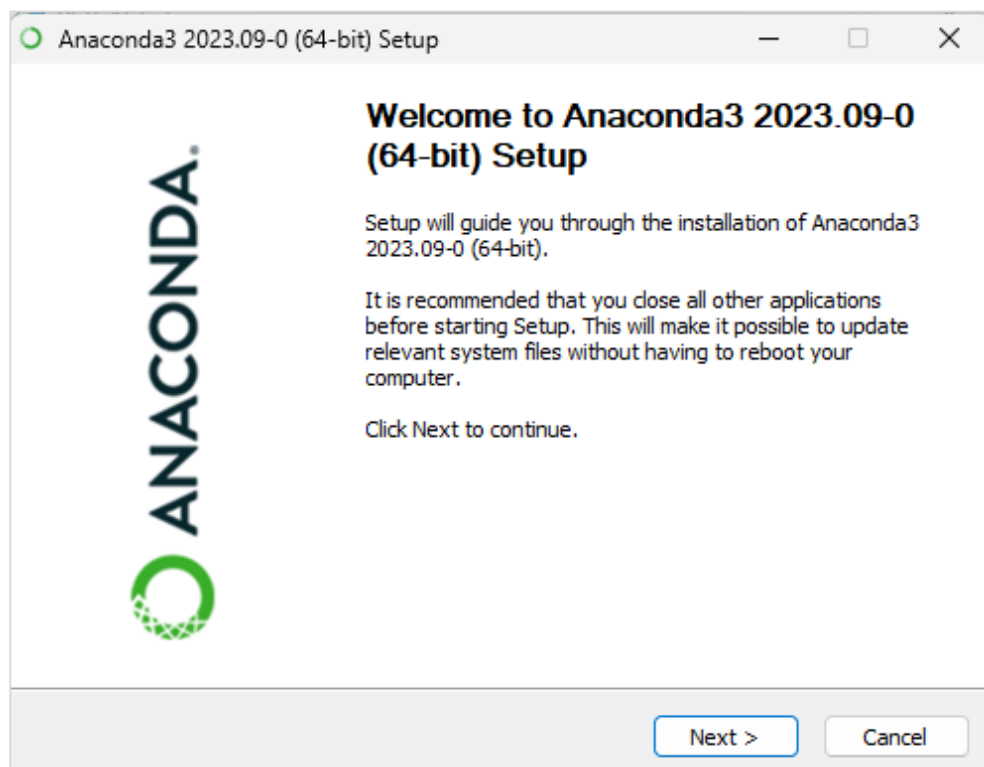 Anaconda3 2023.09-0 (64-bit) Setup
ANACONDA.
Welcome to Anaconda3 2023.09-0
(64-bit) Setup
Setup will guide you through the installation of Anaconda3
2023.09-0 (64-bit).
It is recommended that you close all other applications
before starting Setup. This will make it possible to update
relevant system files without having to reboot your
computer.
Click Next to continue.
Next >
Cancel